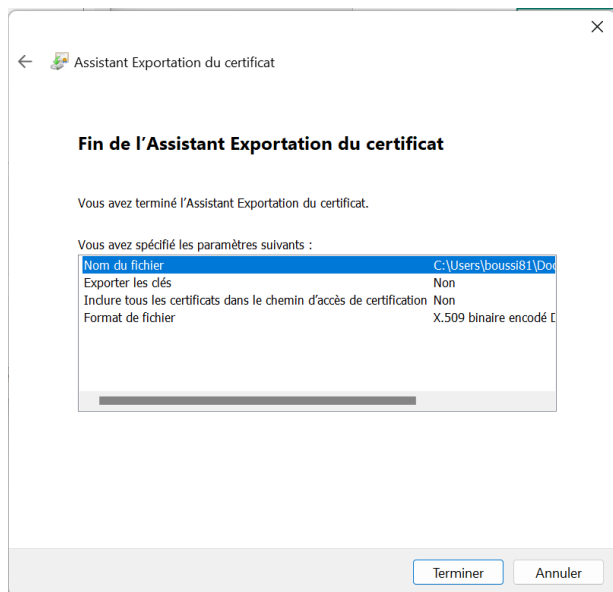 Assistant Exportation du certificat
Fin de l'Assistant Exportation du certificat
Vous avez terminé l'Assistant Exportation du certificat.
Vous avez spécifié les paramètres suivants :
Nom du fichier C:\Users\boussi81\Doc
Exporter les clés Non
Inclure tous les certificats dans le chemin d'accès de certification Non
Format de fichier X.509 binaire encodé
Terminer Annuler